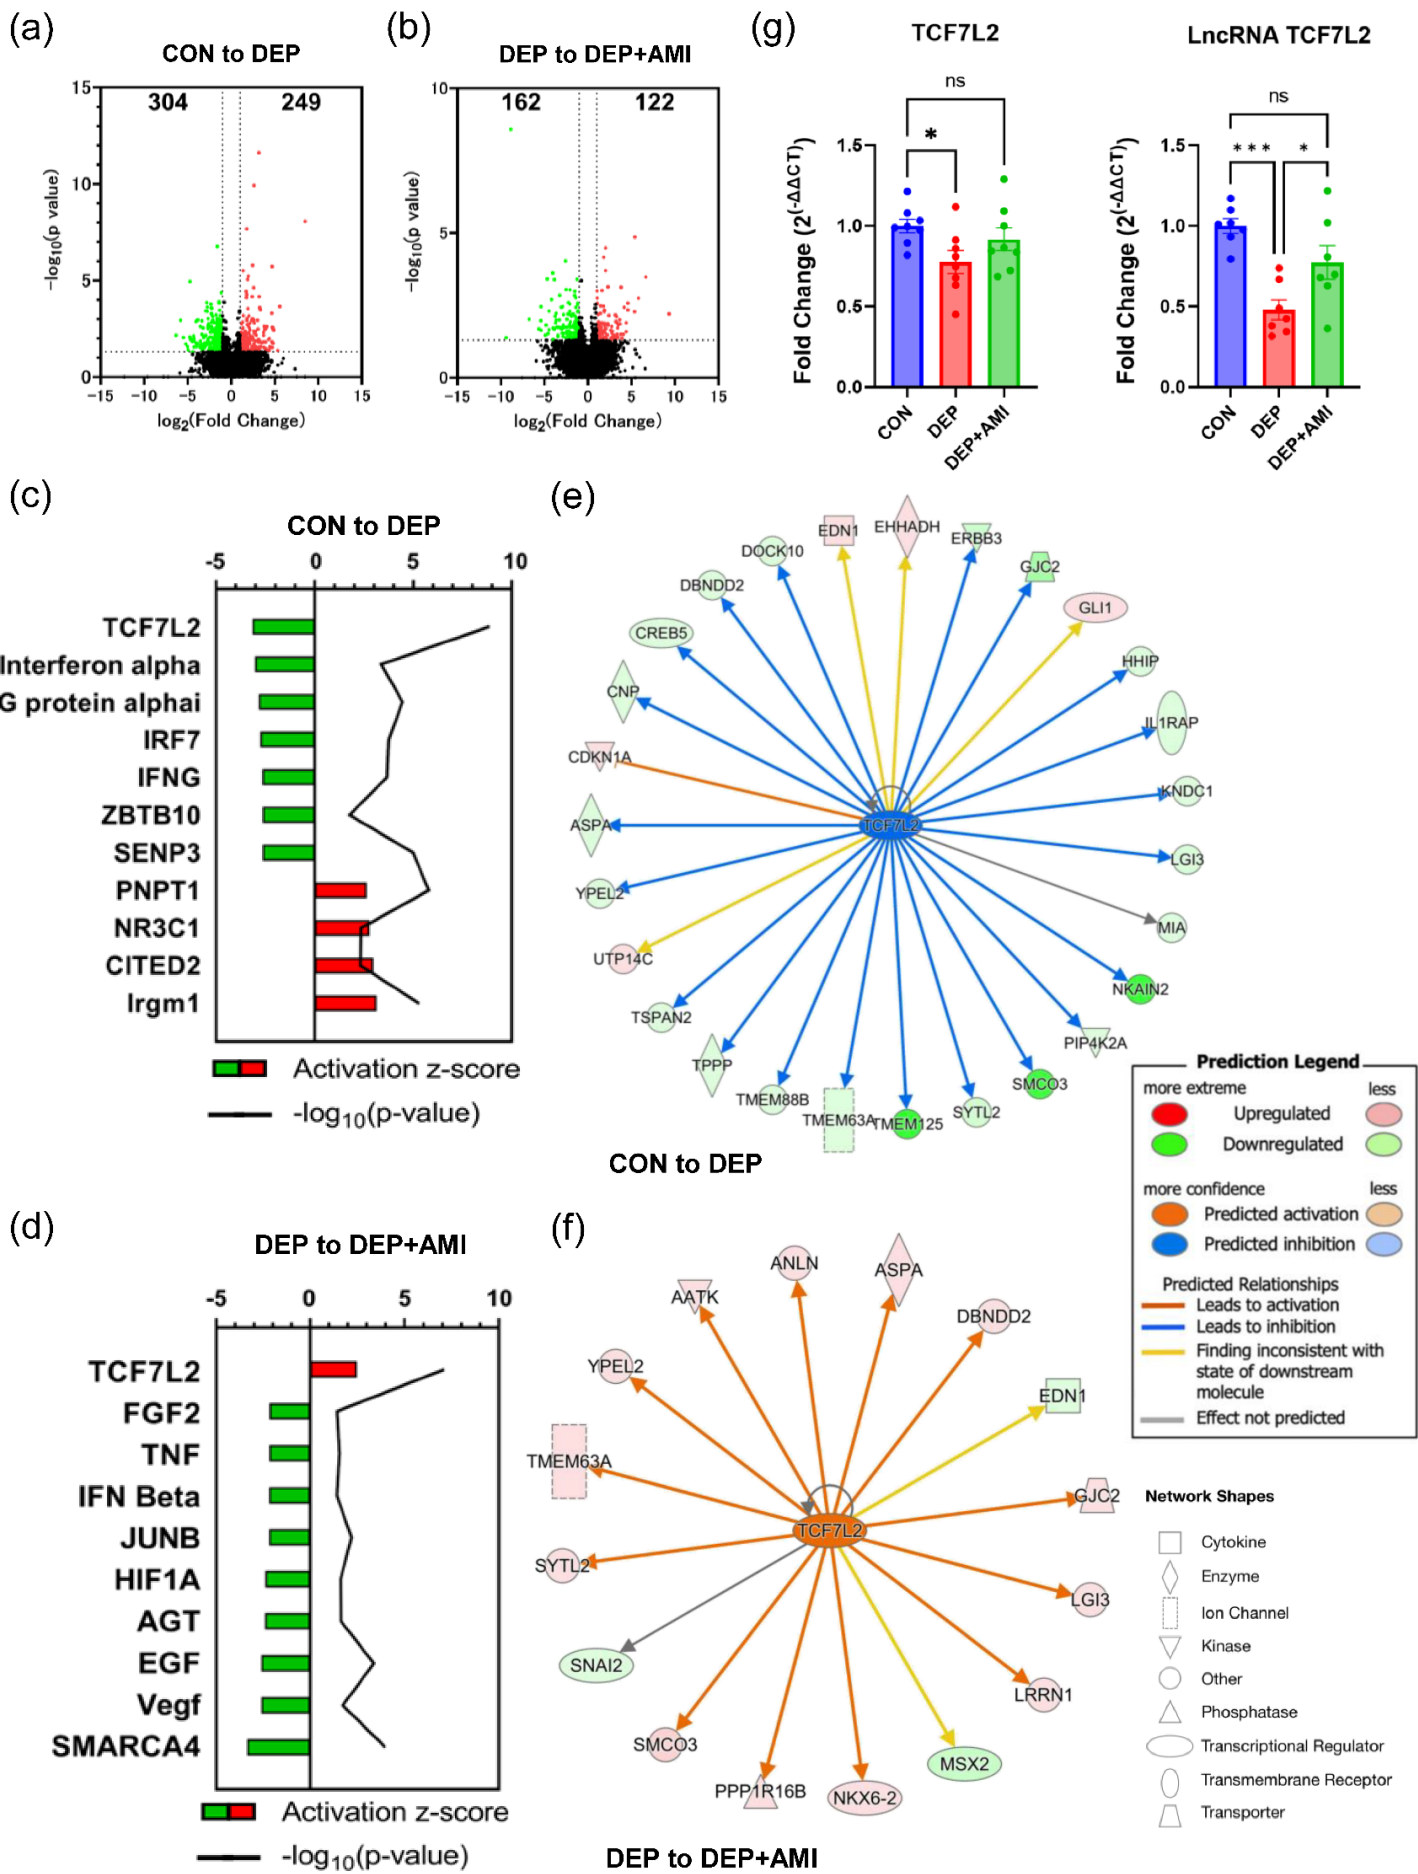 (a)
CON to DEP
304
249
15
10
5
0
-log10(p value)
-15
-10
-5
0
5
10
15
log2(Fold Change)
(b)
DEP to DEP+AMI
162
122
10
5
0
-log10(p value)
-15
-10
-5
0
5
10
15
log2(Fold Change)
(g)
TCF7L2
ns
*
1.5
1.0
0.5
0.0
Fold Change (2(-ΔΔCT))
CON
DEP
DEP+AMI
LncRNA TCF7L2
ns
***
*
1.5
1.0
0.5
0.0
Fold Change (2(-ΔΔCT))
CON
DEP
DEP+AMI
(c)
CON to DEP
-5
0
5
10
TCF7L2
Interferon alpha
G protein alphai
IRF7
IFNG
ZBTB10
SENP3
PNPT1
NR3C1
CITED2
Irgm1
Activation z-score
-log10(p-value)
(e)
EDN1
EHHADH
ERBB3
DOCK10
GJC2
DBNDD2
GLI1
CREB5
HHIP
CNP
IL1RAP
CDKN1A
KNDC1
ASPA
TCF7L2
LGI3
YPEL2
MIA
UTP14C
NKAIN2
TSPAN2
PIP4K2A
TPPP
SMCO3
TMEM88B
SYTL2
TMEM63A
TMEM125
CON to DEP
Prediction Legend
more extreme
less
Upregulated
Downregulated
more confidence
less
Predicted activation
Predicted inhibition
Predicted Relationships
Leads to activation
Leads to inhibition
Finding inconsistent with
state of downstream
molecule
Effect not predicted
(d)
DEP to DEP+AMI
-5
0
5
10
TCF7L2
FGF2
TNF
IFN Beta
JUNB
HIF1A
AGT
EGF
Vegf
SMARCA4
Activation z-score
-log10(p-value)
(f)
ANLN
ASPA
AATK
DBNDD2
YPEL2
EDN1
TMEM63A
GJC2
TCF7L2
SYTL2
LGI3
SNAI2
LRRN1
SMCO3
MSX2
PPP1R16B
NKX6-2
DEP to DEP+AMI
Network Shapes
Cytokine
Enzyme
Ion Channel
Kinase
Other
Phosphatase
Transcriptional Regulator
Transmembrane Receptor
Transporter